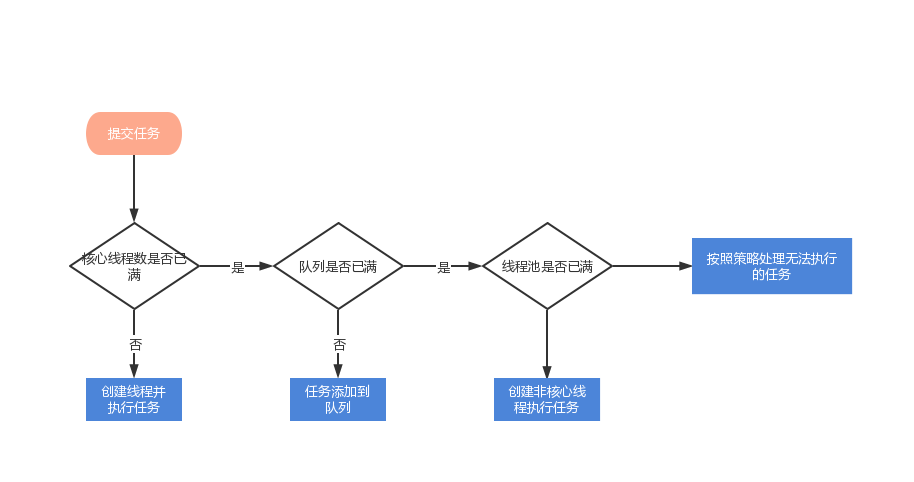 提交任务
核心线程数是否已
满
是
队列是否已满
是
线程池是否已满
按照策略处理无法执行
的任务
否
否
创建线程并
执行任务
任务添加到
队列
创建非核心线
程执行任务